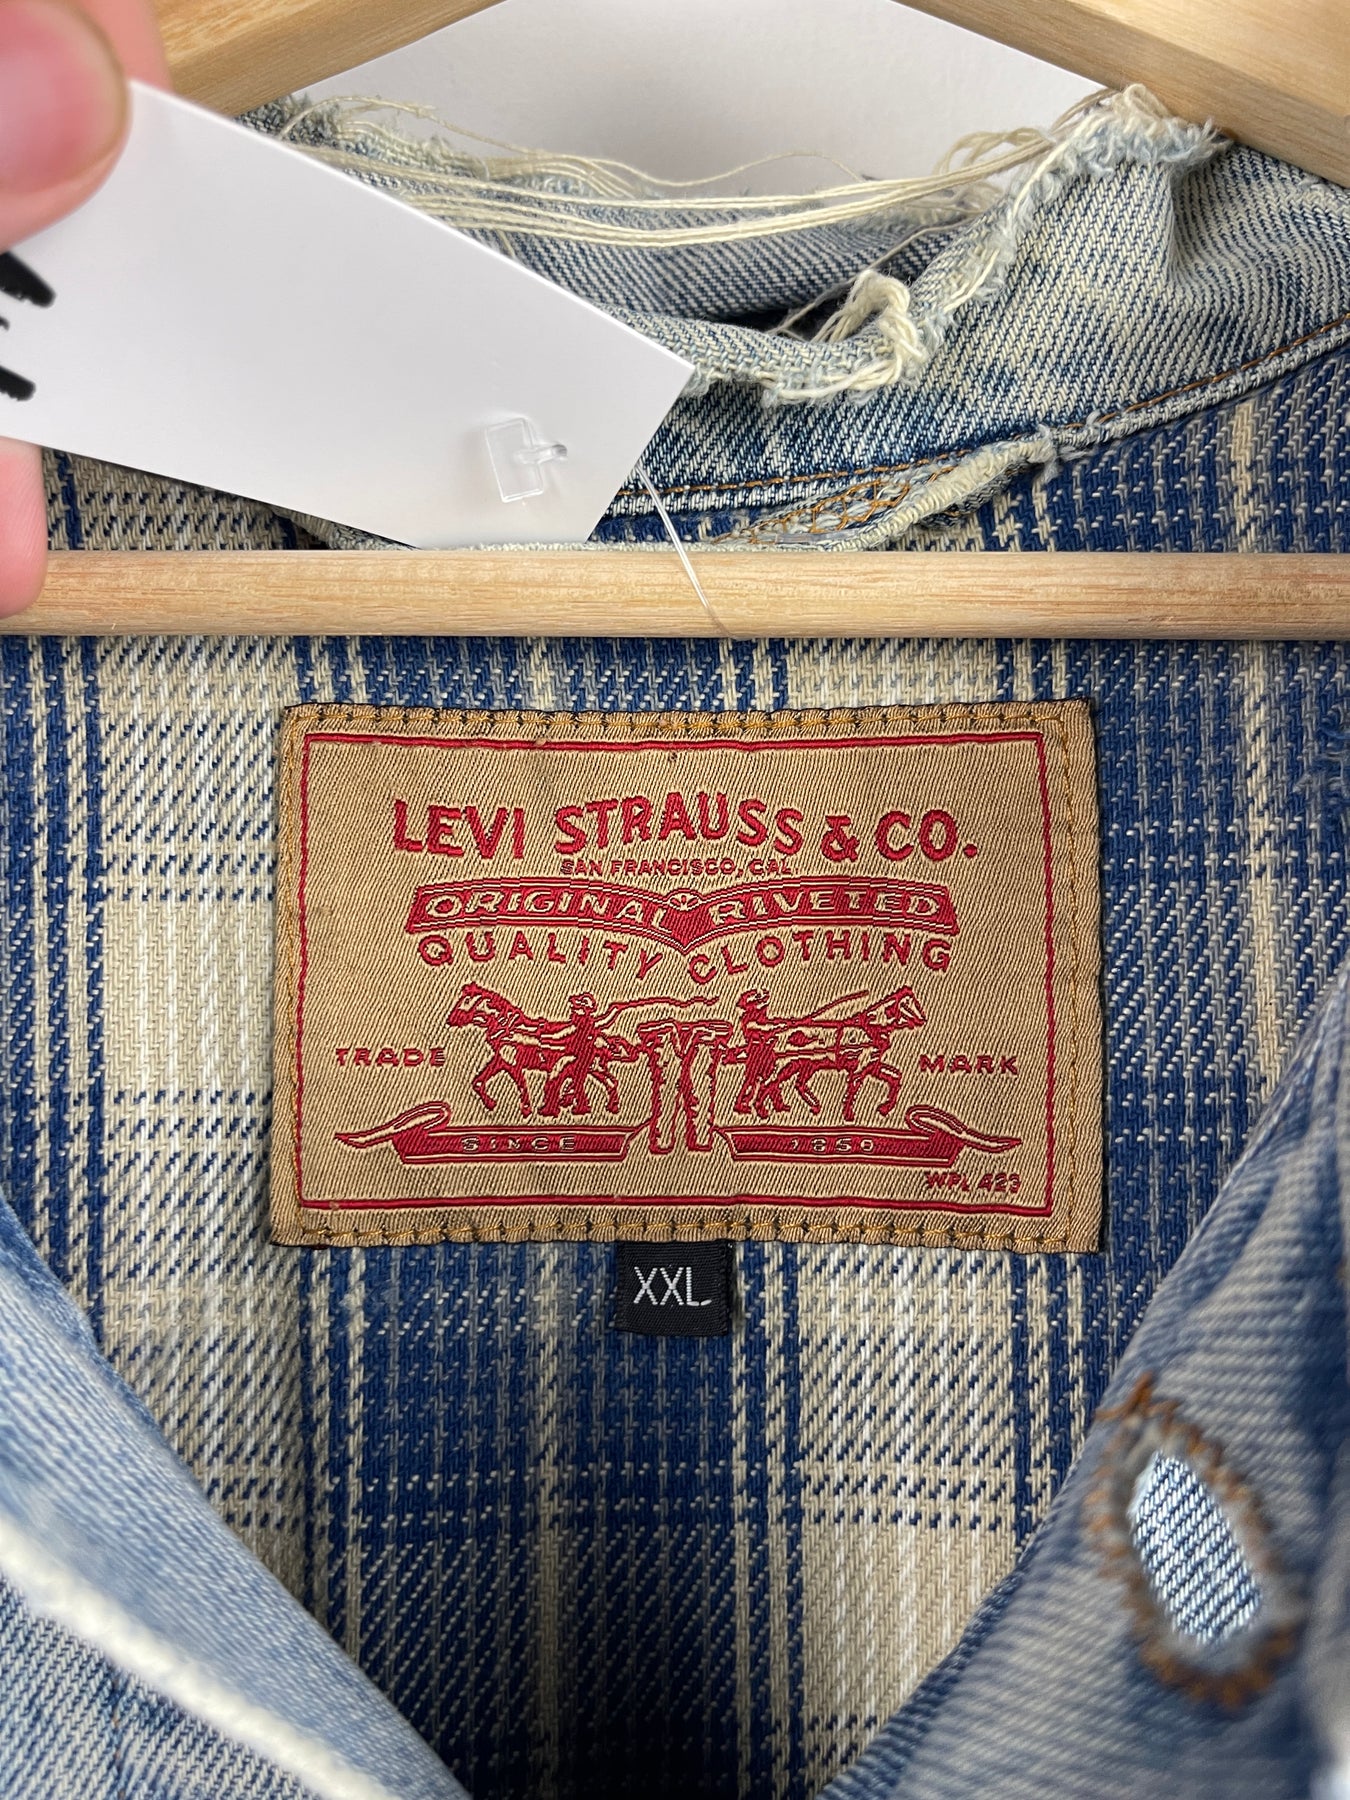 LEVI STRAUSS & CO.
SAN FRANCISCO, CAL.
ORIGINAL RIVETED
QUALITY CLOTHING
TRADE MARK
SINCE 1850
WPL 423
XXL